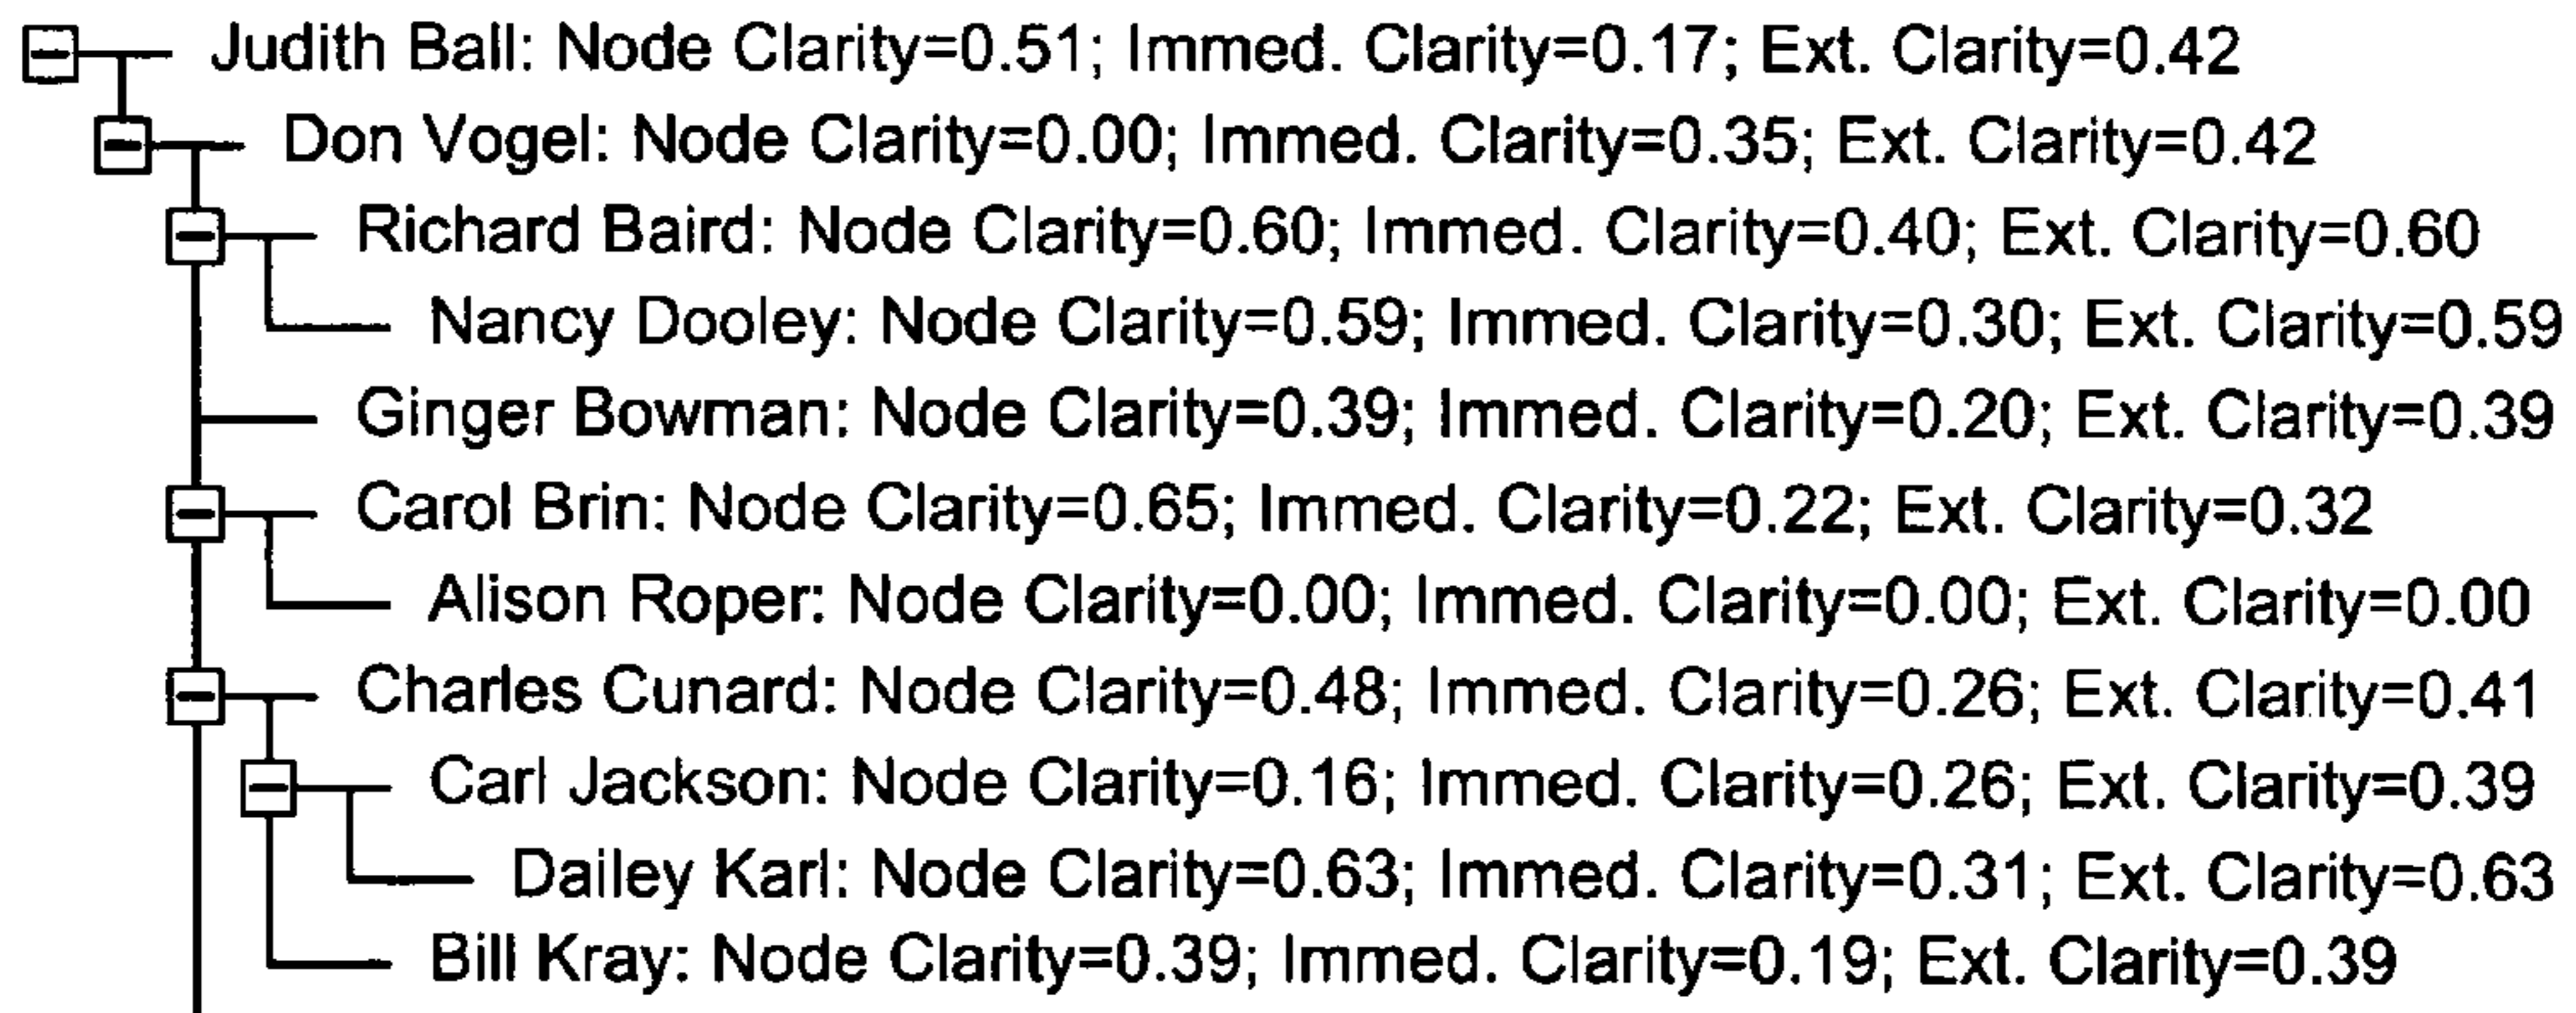 Judith Ball: Node Clarity=0.51; Immed. Clarity=0.17; Ext. Clarity=0.42
Don Vogel: Node Clarity=0.00; Immed. Clarity=0.35; Ext. Clarity=0.42
Richard Baird: Node Clarity=0.60; Immed. Clarity=0.40; Ext. Clarity=0.60
Nancy Dooley: Node Clarity=0.59; Immed. Clarity=0.30; Ext. Clarity=0.59
Ginger Bowman: Node Clarity=0.39; Immed. Clarity=0.20; Ext. Clarity=0.39
Carol Brin: Node Clarity=0.65; Immed. Clarity=0.22; Ext. Clarity=0.32
Alison Roper: Node Clarity=0.00; Immed. Clarity=0.00; Ext. Clarity=0.00
Charles Cunard: Node Clarity=0.48; Immed. Clarity=0.26; Ext. Clarity=0.41
Carl Jackson: Node Clarity=0.16; Immed. Clarity=0.26; Ext. Clarity=0.39
Dailey Karl: Node Clarity=0.63; Immed. Clarity=0.31; Ext. Clarity=0.63
Bill Kray: Node Clarity=0.39; Immed. Clarity=0.19; Ext. Clarity=0.39